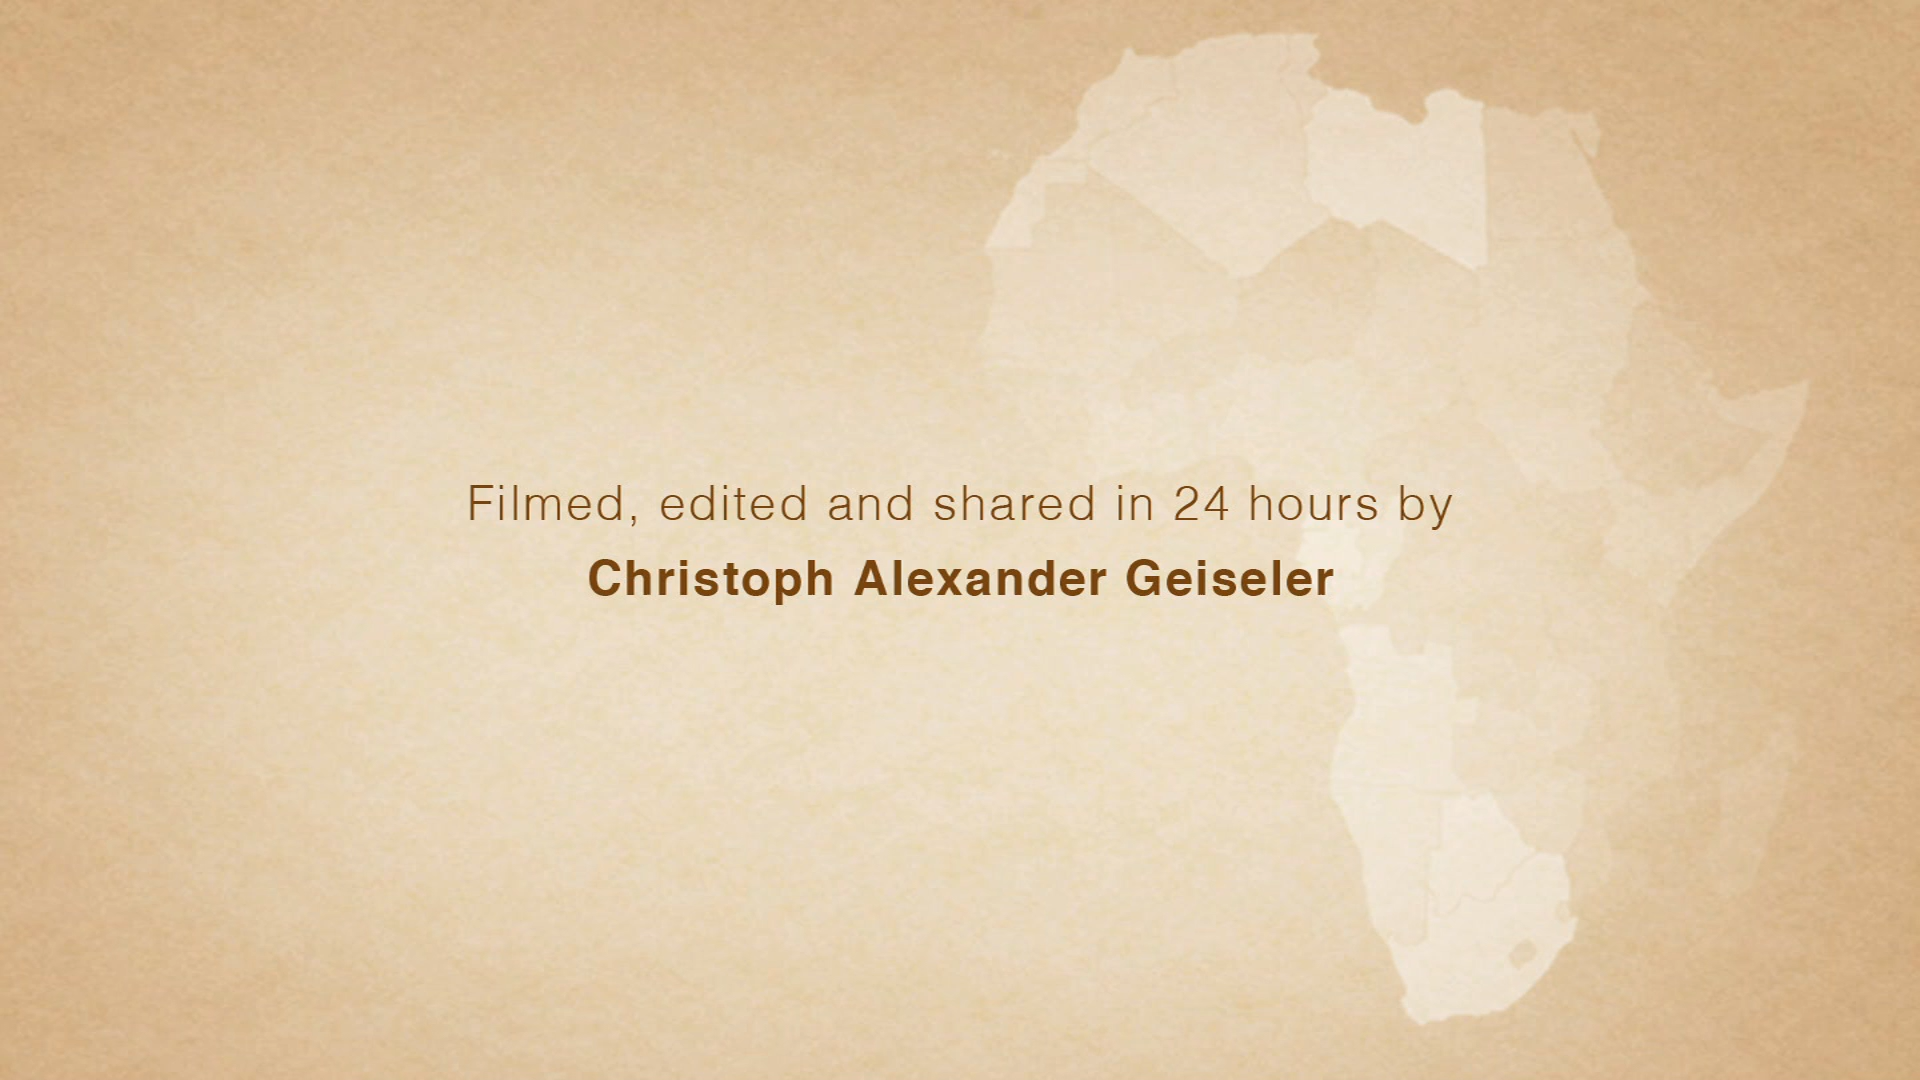 Filmed, edited and shared in 24 hours by
Christoph Alexander Geiseler